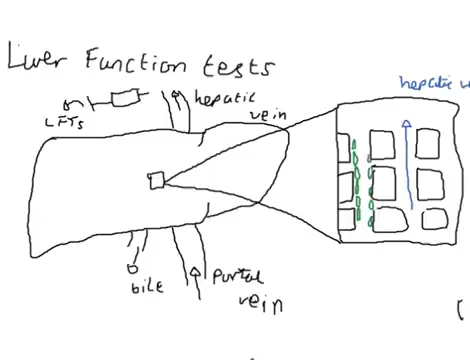 Liver Function tests
hepatic
vein
LFTs
hepatic
bile
portal
vein